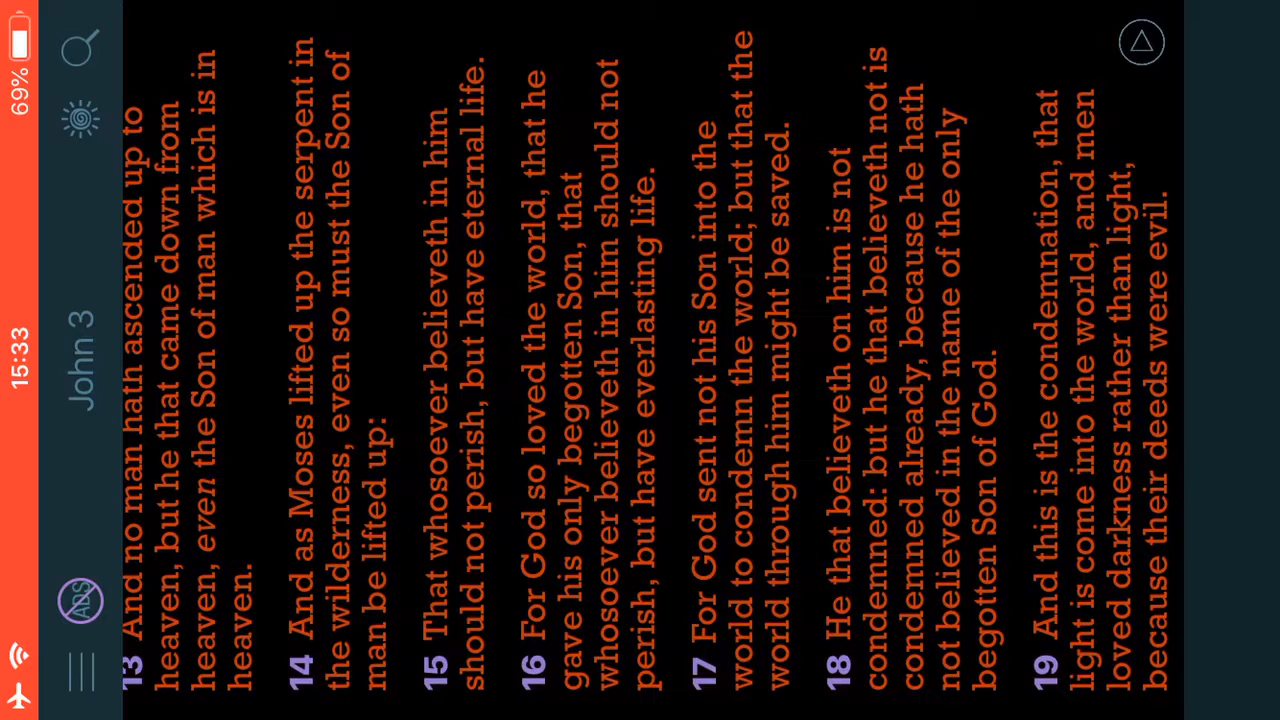 15:33
69%
ADS
John 3
13 And no man hath ascended up to
heaven, but he that came down from
heaven, even the Son of man which is in
heaven.
14 And as Moses lifted up the serpent in
the wilderness, even so must the Son of
man be lifted up:
15 That whosoever believeth in him
should not perish, but have eternal life.
16 For God so loved the world, that he
gave his only begotten Son, that
whosoever believeth in him should not
perish, but have everlasting life.
17 For God sent not his Son into the
world to condemn the world; but that the
world through him might be saved.
18 He that believeth on him is not
condemned: but he that believeth not is
condemned already, because he hath
not believed in the name of the only
begotten Son of God.
19 And this is the condemnation, that
light is come into the world, and men
loved darkness rather than light,
because their deeds were evil.